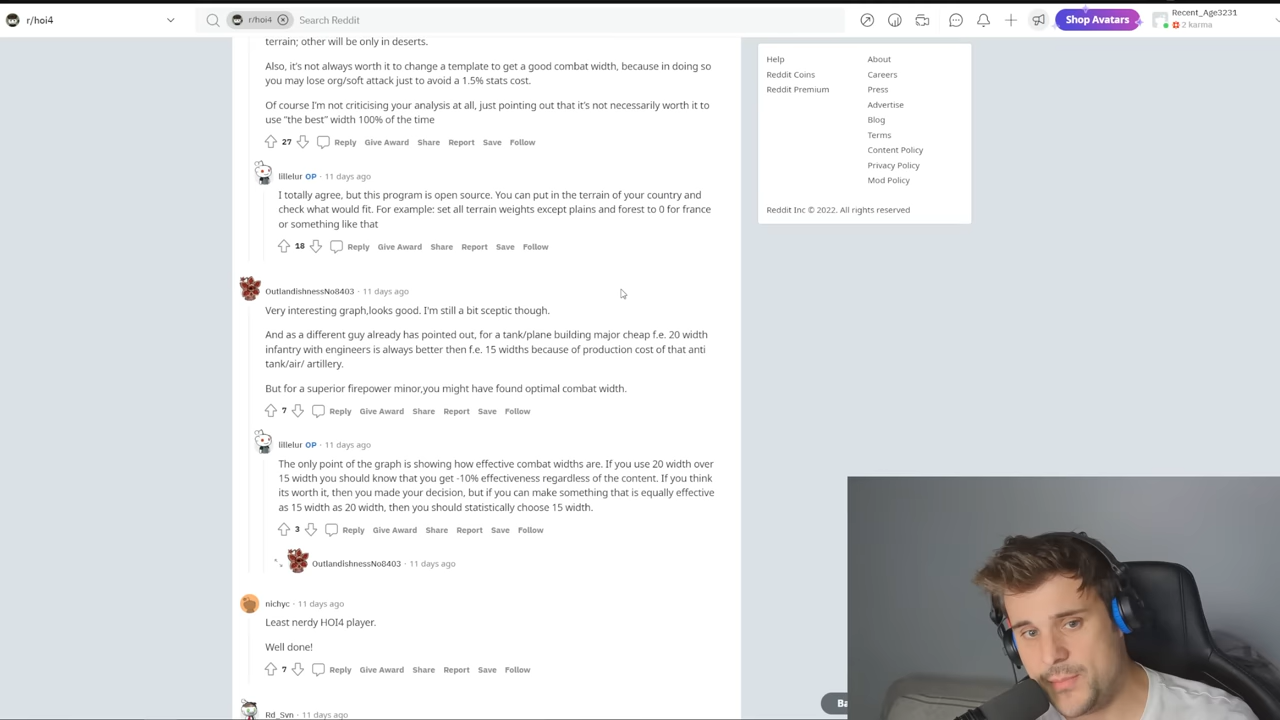 r/hoi4
r/hoi4
Search Reddit
Shop Avatars
Recent_Age3231
2 karma
terrain; other will be only in deserts.
Also, it's not always worth it to change a template to get a good combat width, because in doing so
you may lose org/soft attack just to avoid a 1.5% stats cost.
Of course I'm not criticising your analysis at all, just pointing out that it's not necessarily worth it to
use "the best" width 100% of the time
27 Reply Give Award Share Report Save Follow
lillelur OP · 11 days ago
I totally agree, but this program is open source. You can put in the terrain of your country and
check what would fit. For example: set all terrain weights except plains and forest to 0 for france
or something like that
18 Reply Give Award Share Report Save Follow
OutlandishnessNo8403 · 11 days ago
Very interesting graph,looks good. I'm still a bit sceptic though.
And as a different guy already has pointed out, for a tank/plane building major cheap f.e. 20 width
infantry with engineers is always better then f.e. 15 widths because of production cost of that anti
tank/air/ artillery.
But for a superior firepower minor,you might have found optimal combat width.
7 Reply Give Award Share Report Save Follow
lillelur OP · 11 days ago
The only point of the graph is showing how effective combat widths are. If you use 20 width over
15 width you should know that you get -10% effectiveness regardless of the content. If you think
its worth it, then you made your decision, but if you can make something that is equally effective
as 15 width as 20 width, then you should statistically choose 15 width.
3 Reply Give Award Share Report Save Follow
OutlandishnessNo8403 · 11 days ago
nichyc · 11 days ago
Least nerdy HOI4 player.
Well done!
7 Reply Give Award Share Report Save Follow
Rd_Svn · 11 days ago
Help
Reddit Coins
Reddit Premium
About
Careers
Press
Advertise
Blog
Terms
Content Policy
Privacy Policy
Mod Policy
Reddit Inc © 2022. All rights reserved
Ba